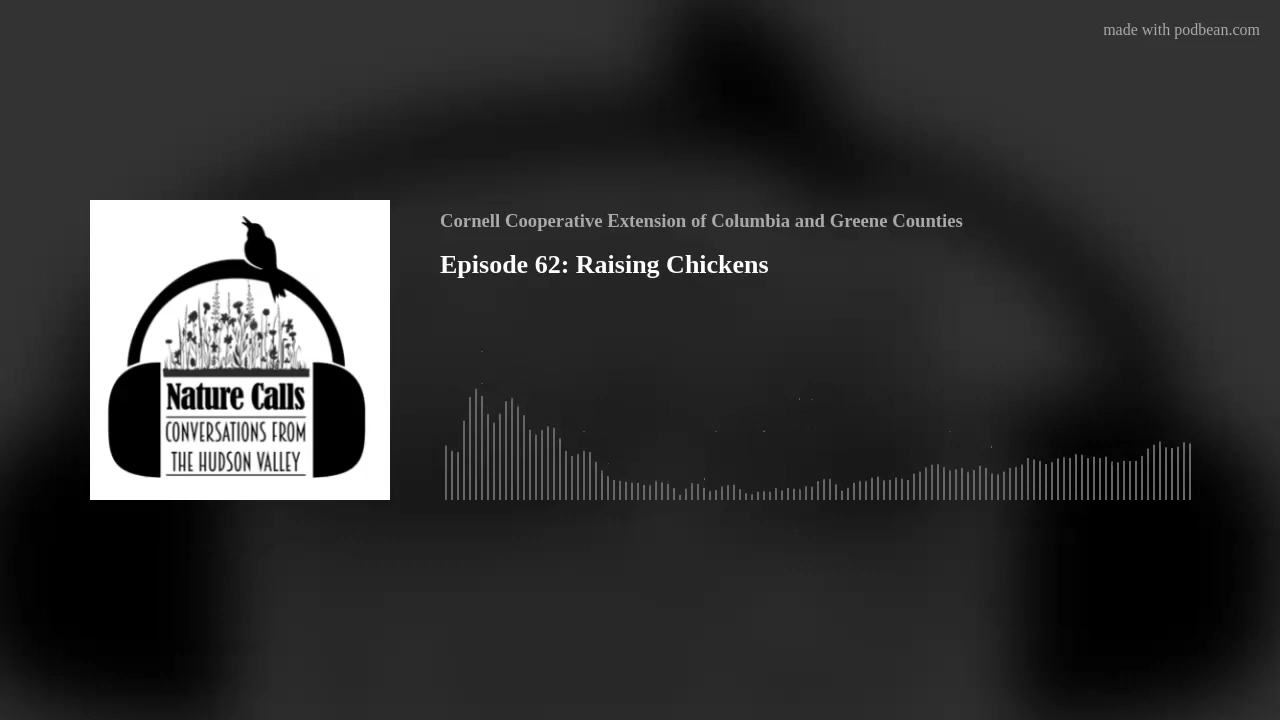 made with podbean.com
Cornell Cooperative Extension of Columbia and Greene Counties
Episode 62: Raising Chickens
Nature Calls
CONVERSATIONS FROM
THE HUDSON VALLEY